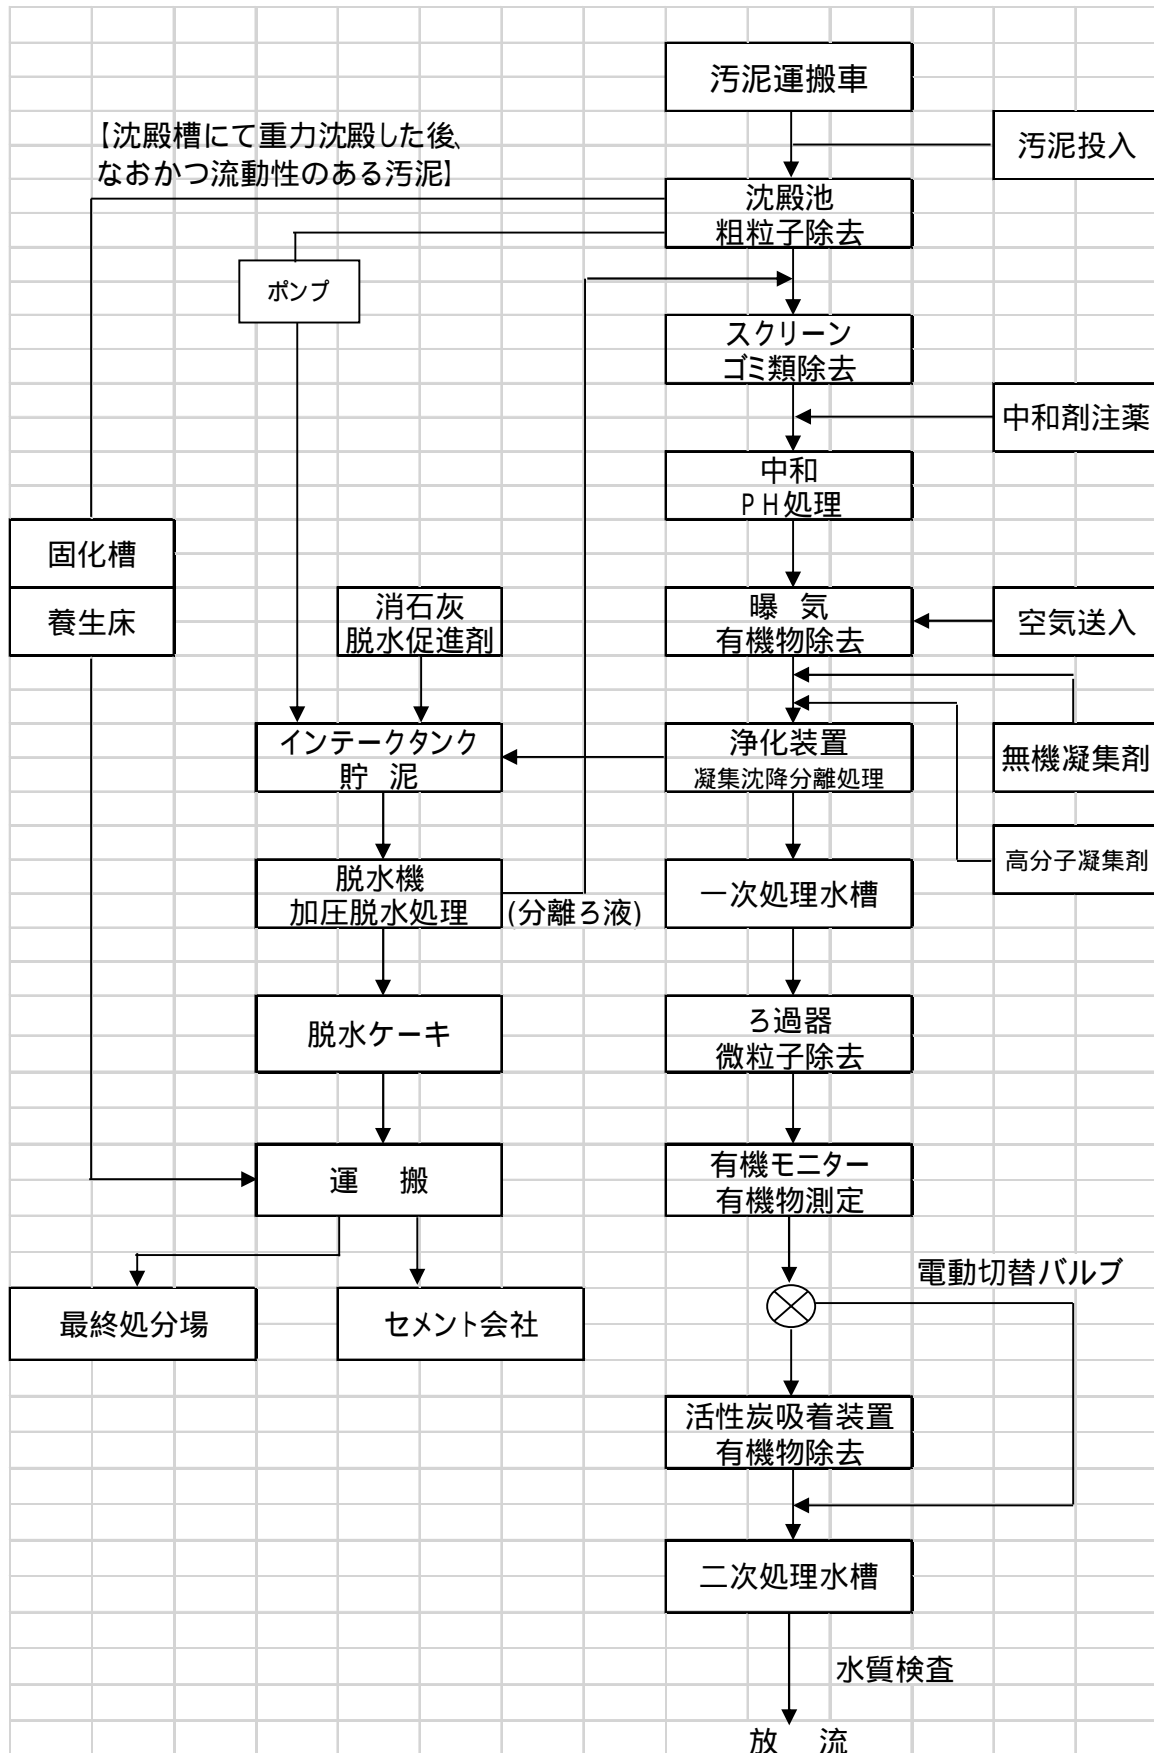 汚泥運搬車
【沈殿槽にて重力沈殿した後、
なおかつ流動性のある汚泥】
汚泥投入
沈殿池
粗粒子除去
ポンプ
スクリーン
ゴミ類除去
中和剤注薬
中和
PH処理
固化槽
養生床
消石灰
脱水促進剤
曝 気
有機物除去
空気送入
インテークタンク
貯 泥
浄化装置
凝集沈降分離処理
無機凝集剤
脱水機
加圧脱水処理
(分離ろ液)
一次処理水槽
高分子凝集剤
脱水ケーキ
ろ過器
微粒子除去
運 搬
有機モニター
有機物測定
電動切替バルブ
最終処分場
セメント会社
活性炭吸着装置
有機物除去
二次処理水槽
水質検査
放 流